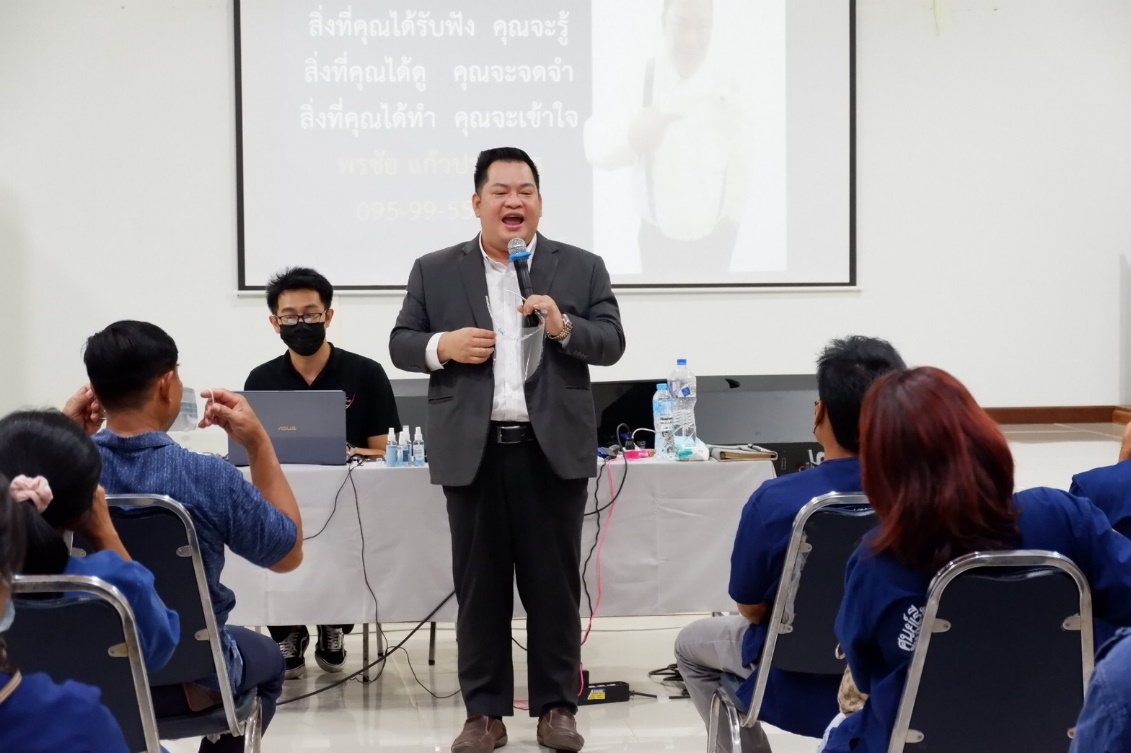 สิ่งที่คุณได้รับฟัง คุณจะรู้
สิ่งที่คุณได้ดู คุณจะจดจำ
สิ่งที่คุณได้ทำ คุณจะเข้าใจ
พรชัย
095-99-5
ASUS